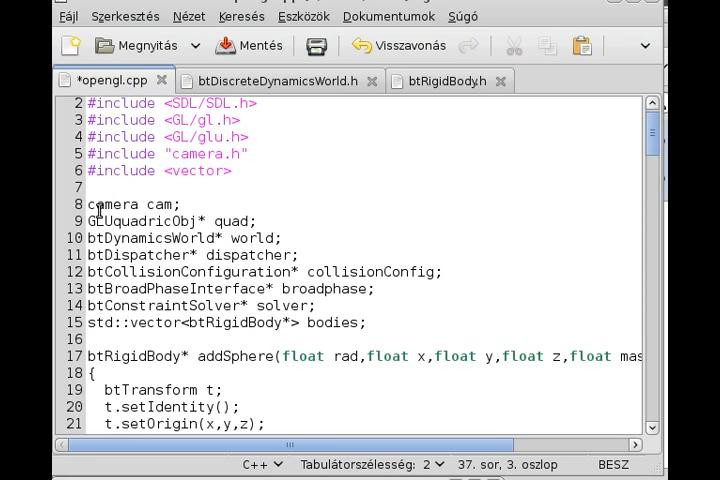 Fájl Szerkesztés Nézet Keresés Eszközök Dokumentumok Súgó
Megnyitás Mentés Visszavonás
*opengl.cpp btDiscreteDynamicsWorld.h btRigidBody.h
2 #include <SDL/SDL.h>
3 #include <GL/gl.h>
4 #include <GL/glu.h>
5 #include "camera.h"
6 #include <vector>
7
8 camera cam;
9 GLUquadricObj* quad;
10 btDynamicsWorld* world;
11 btDispatcher* dispatcher;
12 btCollisionConfiguration* collisionConfig;
13 btBroadPhaseInterface* broadphase;
14 btConstraintSolver* solver;
15 std::vector<btRigidBody*> bodies;
16
17 btRigidBody* addSphere(float rad,float x,float y,float z,float mas
18 {
19 btTransform t;
20 t.setIdentity();
21 t.setOrigin(x,y,z);
C++ Tabulátorszélesség: 2 37. sor, 3. oszlop BESZ